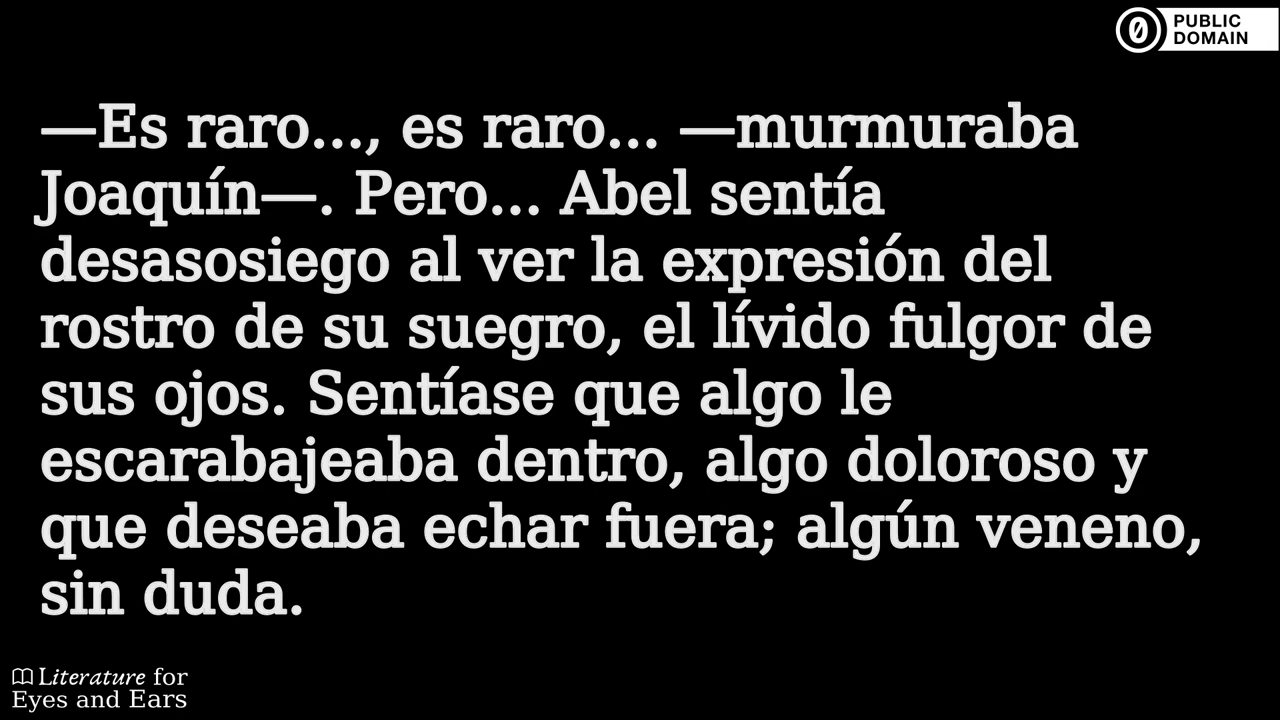 PUBLIC
DOMAIN
—Es raro..., es raro... —murmuraba
Joaquín—. Pero... Abel sentía
desasosiego al ver la expresión del
rostro de su suegro, el lívido fulgor de
sus ojos. Sentíase que algo le
escarabajeaba dentro, algo doloroso y
que deseaba echar fuera; algún veneno,
sin duda.
Literature for
Eyes and Ears